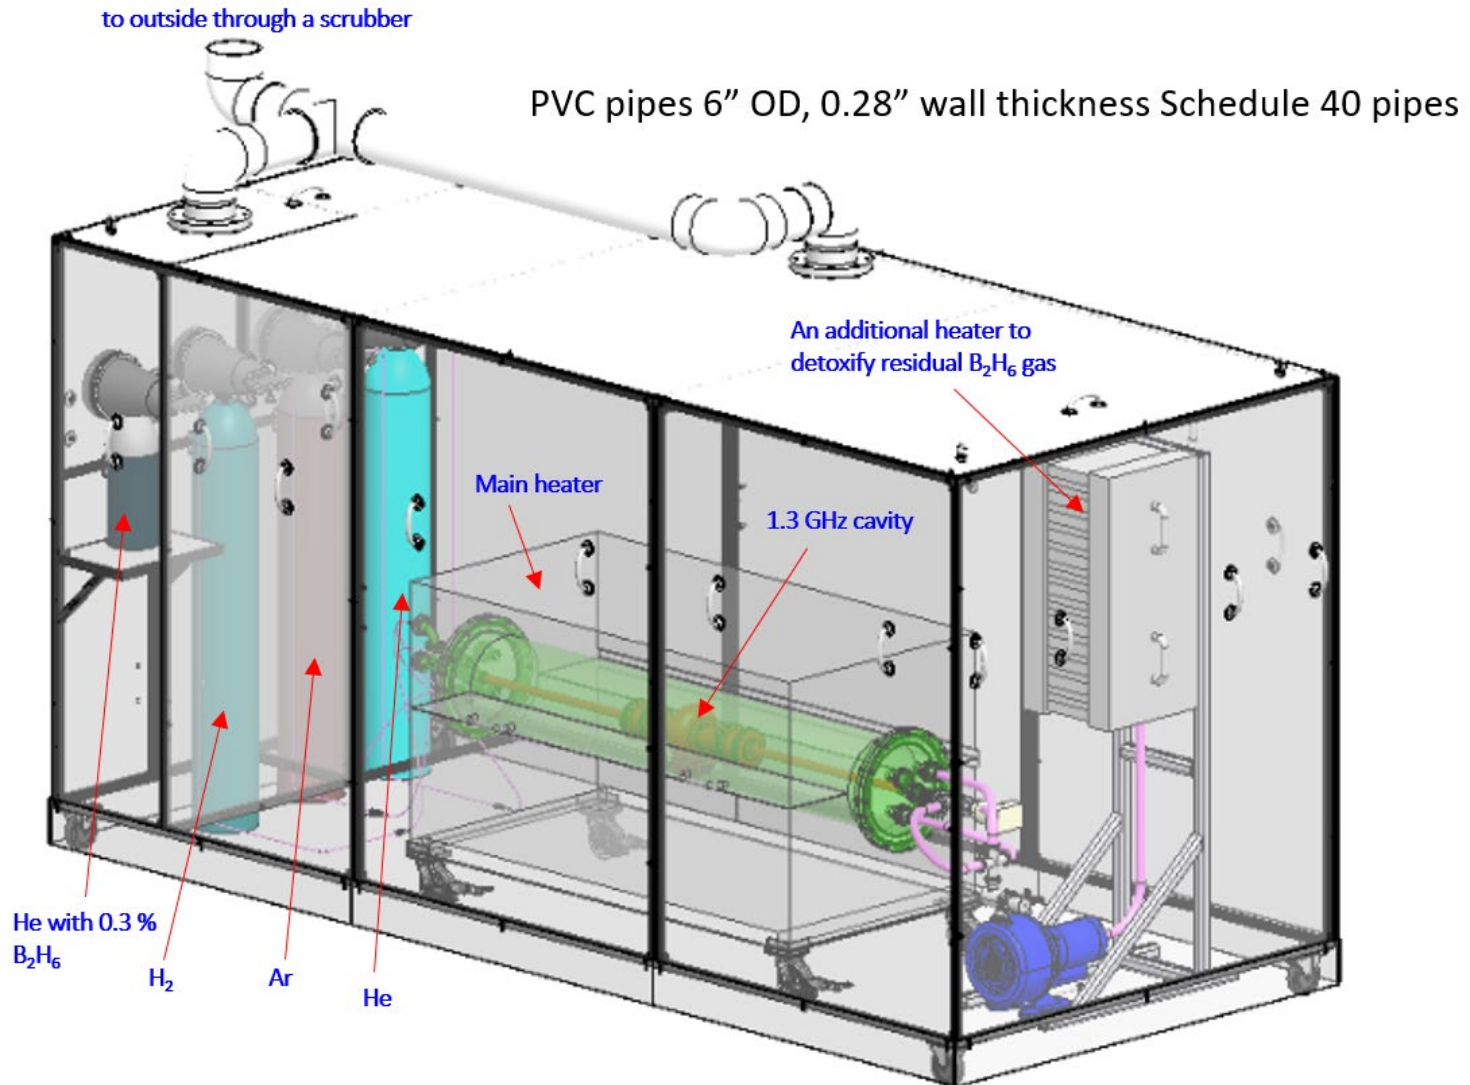 to outside through a scrubber
PVC pipes 6” OD, 0.28” wall thickness Schedule 40 pipes
An additional heater to
detoxify residual B₂H₆ gas
Main heater
1.3 GHz cavity
He with 0.3 %
B₂H₆
H₂
Ar
He